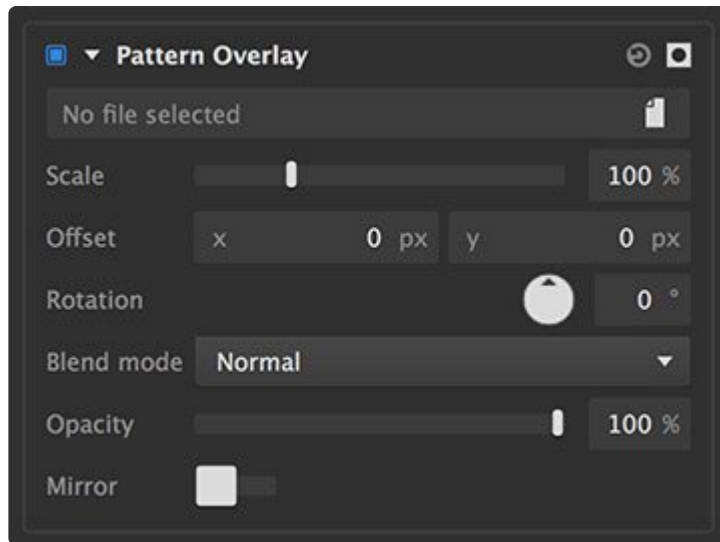 Pattern Overlay
No file selected
Scale 100 %
Offset x 0 px y 0 px
Rotation 0 °
Blend mode Normal
Opacity 100 %
Mirror